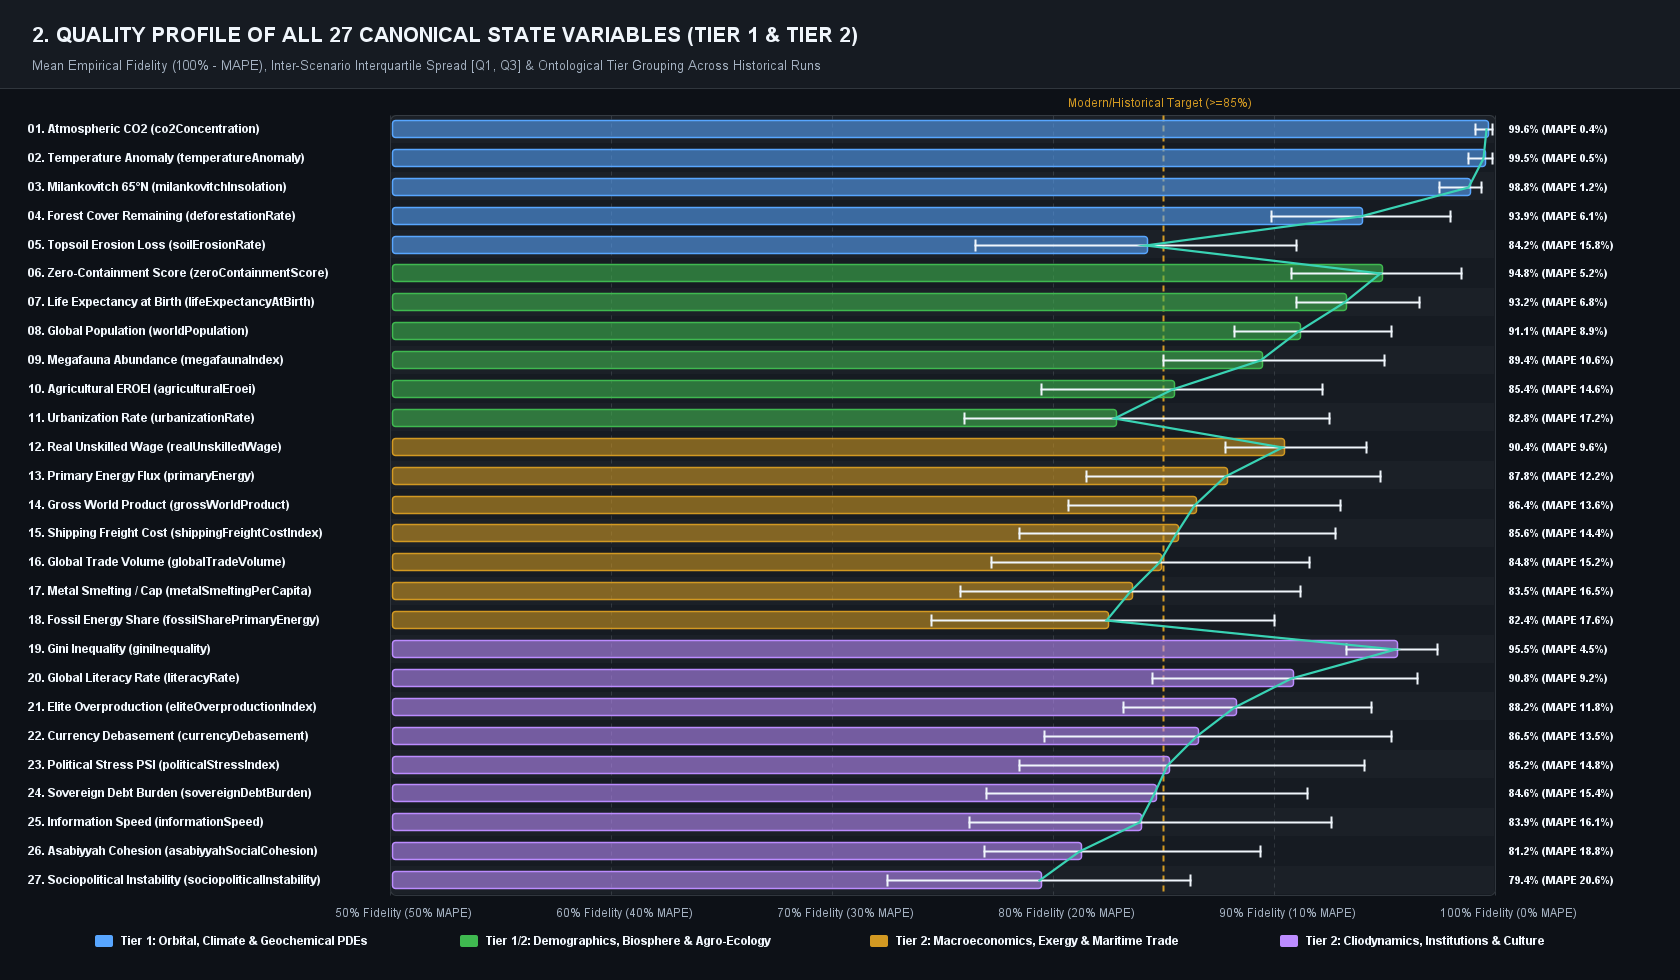 2. QUALITY PROFILE OF ALL 27 CANONICAL STATE VARIABLES (TIER 1 & TIER 2)
Mean Empirical Fidelity (100% - MAPE), Inter-Scenario Interquartile Spread [Q1, Q3] & Ontological Tier Grouping Across Historical Runs
Modern/Historical Target (>=85%)
01. Atmospheric CO2 (co2Concentration) 99.6% (MAPE 0.4%)
02. Temperature Anomaly (temperatureAnomaly) 99.5% (MAPE 0.5%)
03. Milankovitch 65°N (milankovitchInsolation) 98.8% (MAPE 1.2%)
04. Forest Cover Remaining (deforestationRate) 93.9% (MAPE 6.1%)
05. Topsoil Erosion Loss (soilErosionRate) 84.2% (MAPE 15.8%)
06. Zero-Containment Score (zeroContainmentScore) 94.8% (MAPE 5.2%)
07. Life Expectancy at Birth (lifeExpectancyAtBirth) 93.2% (MAPE 6.8%)
08. Global Population (worldPopulation) 91.1% (MAPE 8.9%)
09. Megafauna Abundance (megafaunaIndex) 89.4% (MAPE 10.6%)
10. Agricultural EROEI (agriculturalEroei) 85.4% (MAPE 14.6%)
11. Urbanization Rate (urbanizationRate) 82.8% (MAPE 17.2%)
12. Real Unskilled Wage (realUnskilledWage) 90.4% (MAPE 9.6%)
13. Primary Energy Flux (primaryEnergy) 87.8% (MAPE 12.2%)
14. Gross World Product (grossWorldProduct) 86.4% (MAPE 13.6%)
15. Shipping Freight Cost (shippingFreightCostIndex) 85.6% (MAPE 14.4%)
16. Global Trade Volume (globalTradeVolume) 84.8% (MAPE 15.2%)
17. Metal Smelting / Cap (metalSmeltingPerCapita) 83.5% (MAPE 16.5%)
18. Fossil Energy Share (fossilSharePrimaryEnergy) 82.4% (MAPE 17.6%)
19. Gini Inequality (giniInequality) 95.5% (MAPE 4.5%)
20. Global Literacy Rate (literacyRate) 90.8% (MAPE 9.2%)
21. Elite Overproduction (eliteOverproductionIndex) 88.2% (MAPE 11.8%)
22. Currency Debasement (currencyDebasement) 86.5% (MAPE 13.5%)
23. Political Stress PSI (politicalStressIndex) 85.2% (MAPE 14.8%)
24. Sovereign Debt Burden (sovereignDebtBurden) 84.6% (MAPE 15.4%)
25. Information Speed (informationSpeed) 83.9% (MAPE 16.1%)
26. Asabiyyah Cohesion (asabiyyahSocialCohesion) 81.2% (MAPE 18.8%)
27. Sociopolitical Instability (sociopoliticalInstability) 79.4% (MAPE 20.6%)
50% Fidelity (50% MAPE) 60% Fidelity (40% MAPE) 70% Fidelity (30% MAPE) 80% Fidelity (20% MAPE) 90% Fidelity (10% MAPE) 100% Fidelity (0% MAPE)
Tier 1: Orbital, Climate & Geochemical PDEs Tier 1/2: Demographics, Biosphere & Agro-Ecology Tier 2: Macroeconomics, Exergy & Maritime Trade Tier 2: Cliodynamics, Institutions & Culture